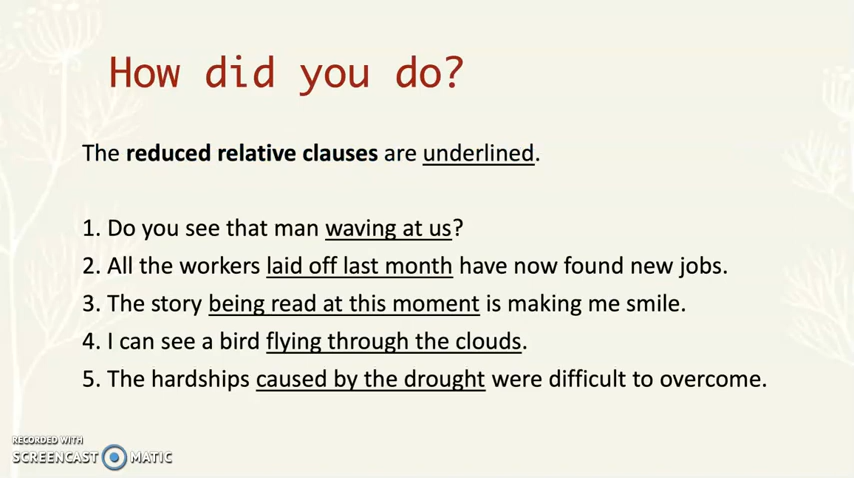 How did you do?
The reduced relative clauses are underlined.
1. Do you see that man waving at us?
2. All the workers laid off last month have now found new jobs.
3. The story being read at this moment is making me smile.
4. I can see a bird flying through the clouds.
5. The hardships caused by the drought were difficult to overcome.
RECORDED WITH
SCREENCAST MATIC